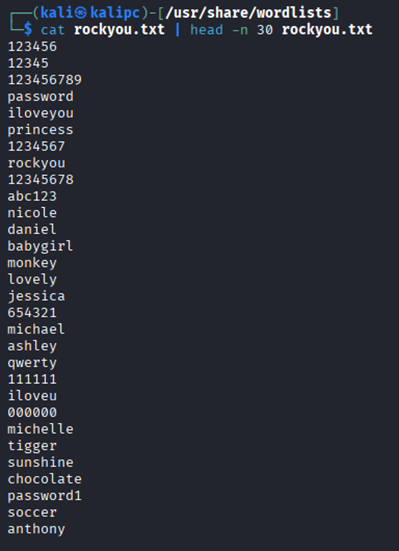 ┌──(kali㉿kalipc)-[/usr/share/wordlists]
└─$ cat rockyou.txt | head -n 30 rockyou.txt
123456
12345
123456789
password
iloveyou
princess
1234567
rockyou
12345678
abc123
nicole
daniel
babygirl
monkey
lovely
jessica
654321
michael
ashley
qwerty
111111
iloveu
000000
michelle
tigger
sunshine
chocolate
password1
soccer
anthony